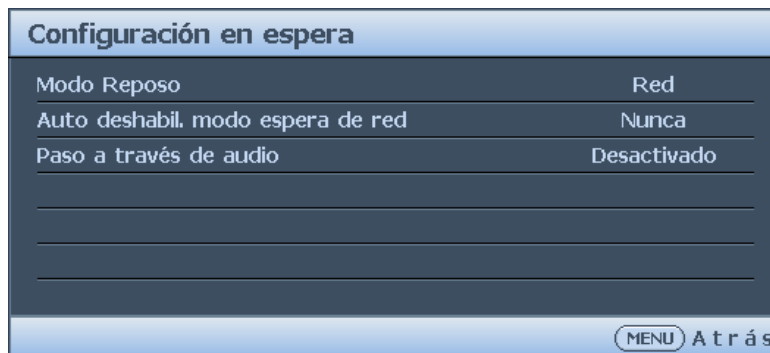 Configuración en espera
Modo Reposo Red
Auto deshabil. modo espera de red Nunca
Paso a través de audio Desactivado
MENU Atrás